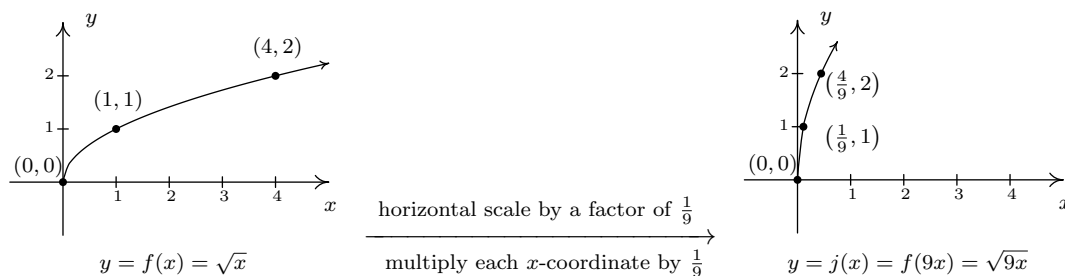 y
(4, 2)
2
(1, 1)
1
(0, 0)
1
2
3
4
x
y = f(x) = √x
horizontal scale by a factor of 1/9
multiply each x-coordinate by 1/9
y
2
(4/9, 2)
1
(1/9, 1)
(0, 0)
1
2
3
4
x
y = j(x) = f(9x) = √9x